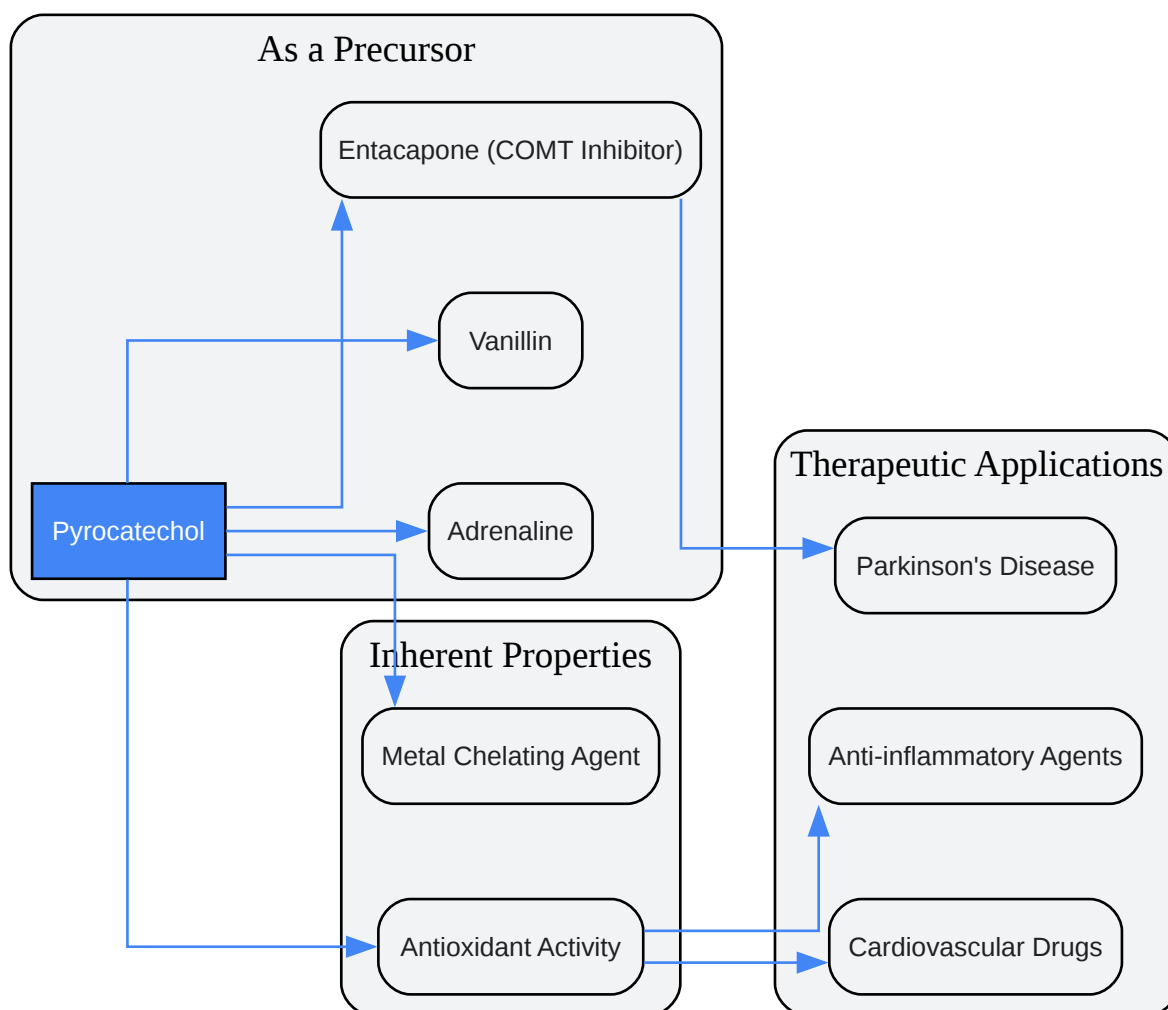 As a Precursor
Entacapone (COMT Inhibitor)
Vanillin
Pyrocatechol
Adrenaline
Inherent Properties
Metal Chelating Agent
Antioxidant Activity
Therapeutic Applications
Parkinson's Disease
Anti-inflammatory Agents
Cardiovascular Drugs